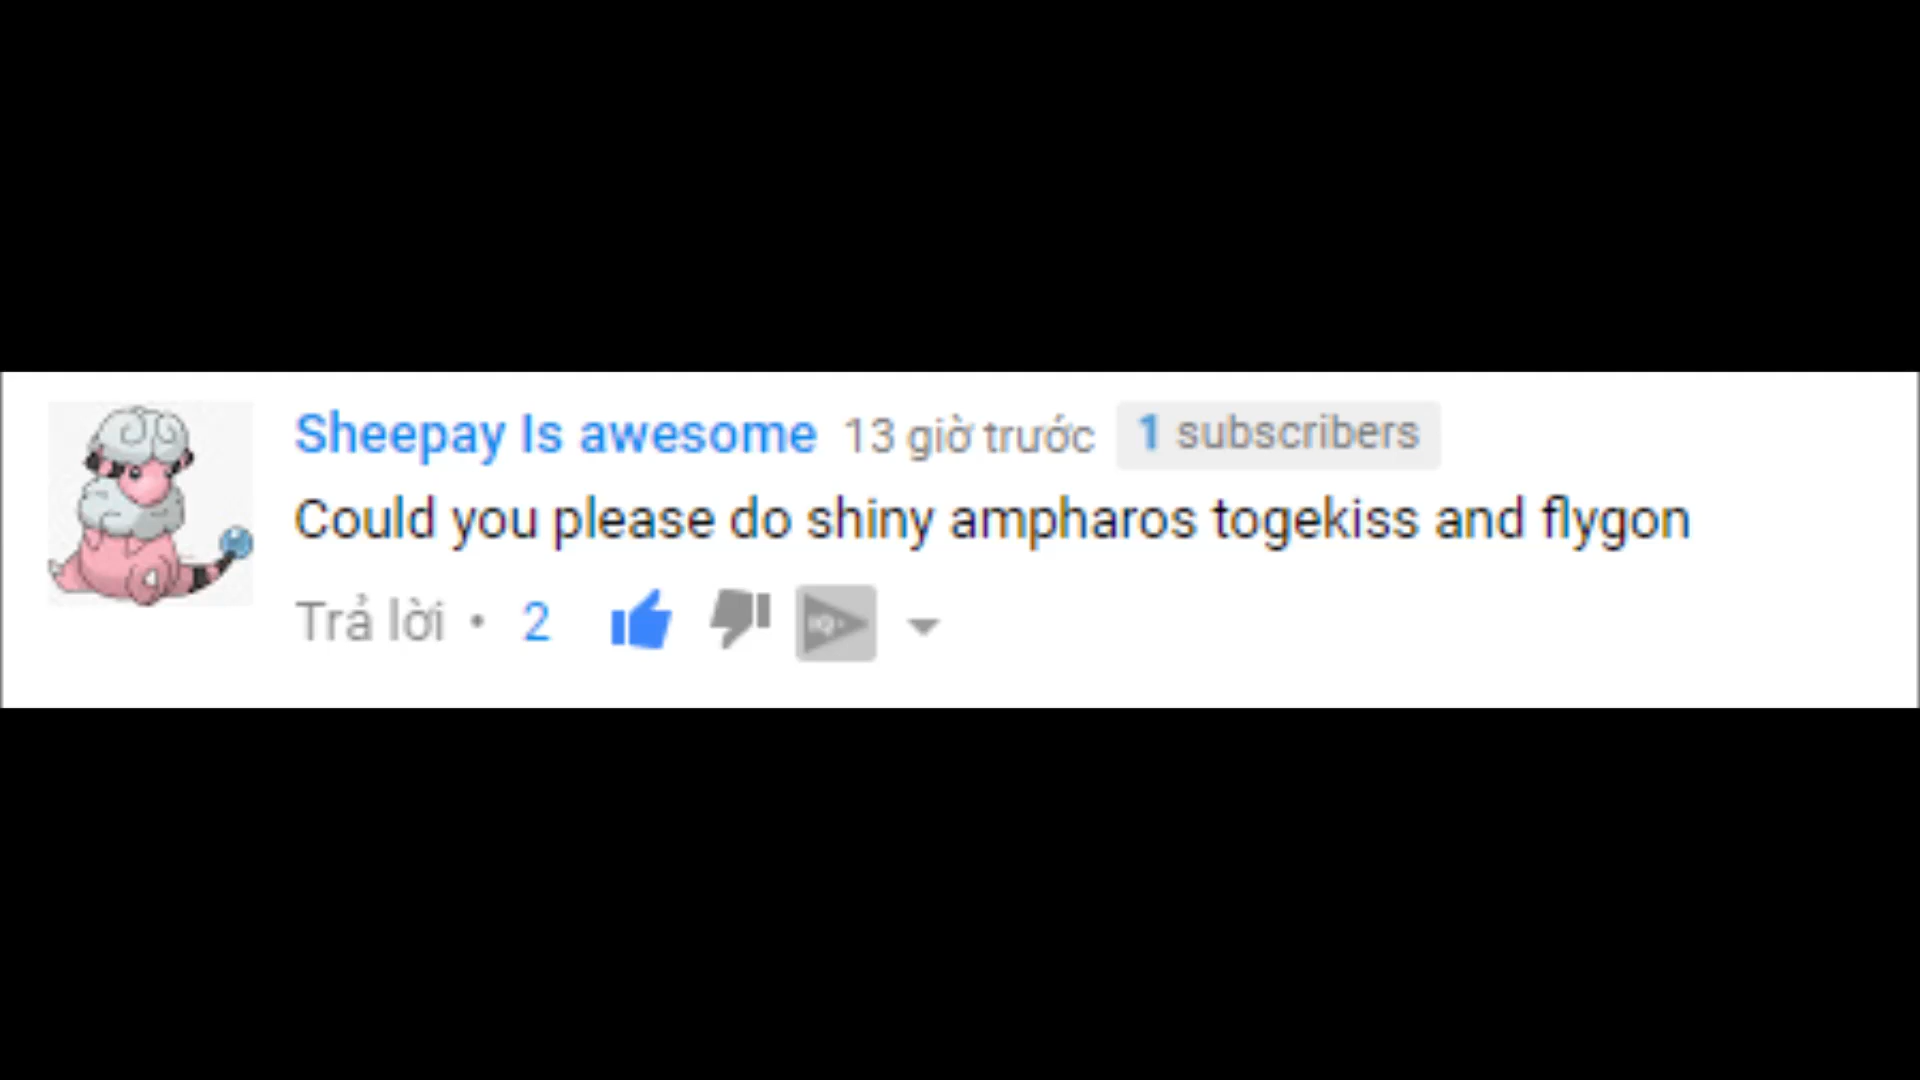 Sheepay Is awesome 13 giờ trước 1 subscribers
Could you please do shiny ampharos togekiss and flygon
Trả lời • 2